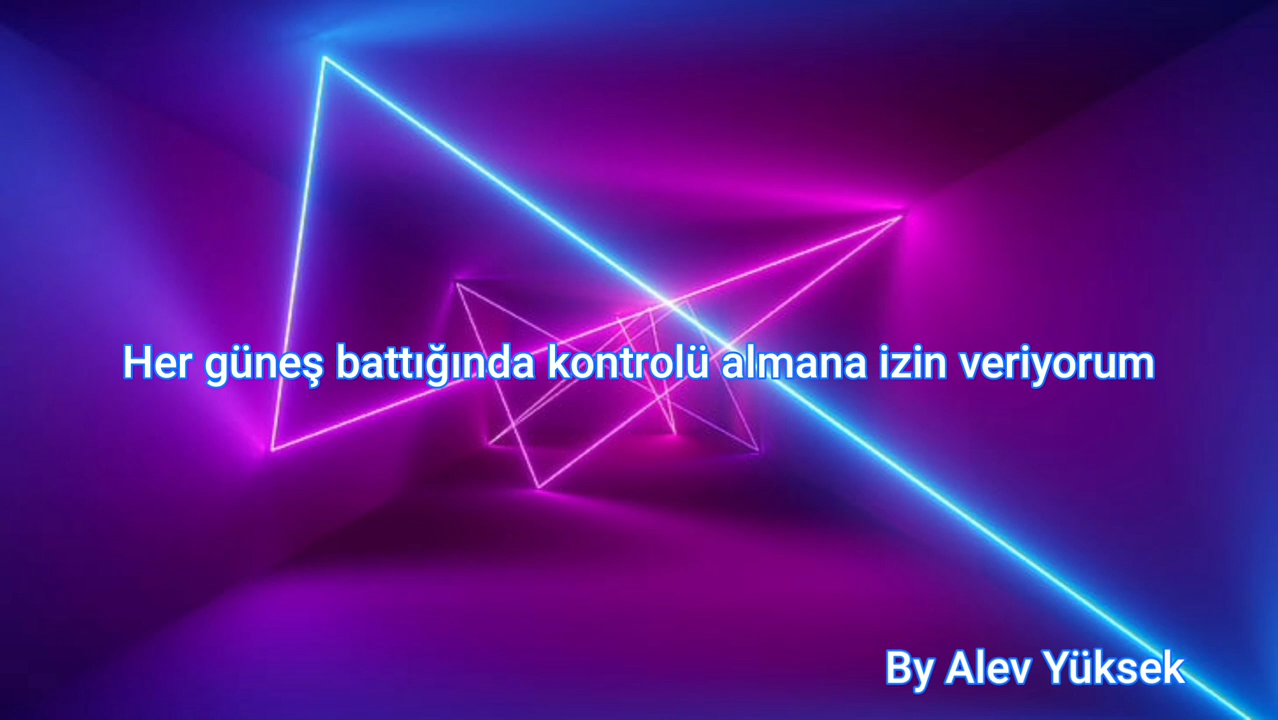 Her güneş battığında kontrolü almana izin veriyorum
By Alev Yüksek